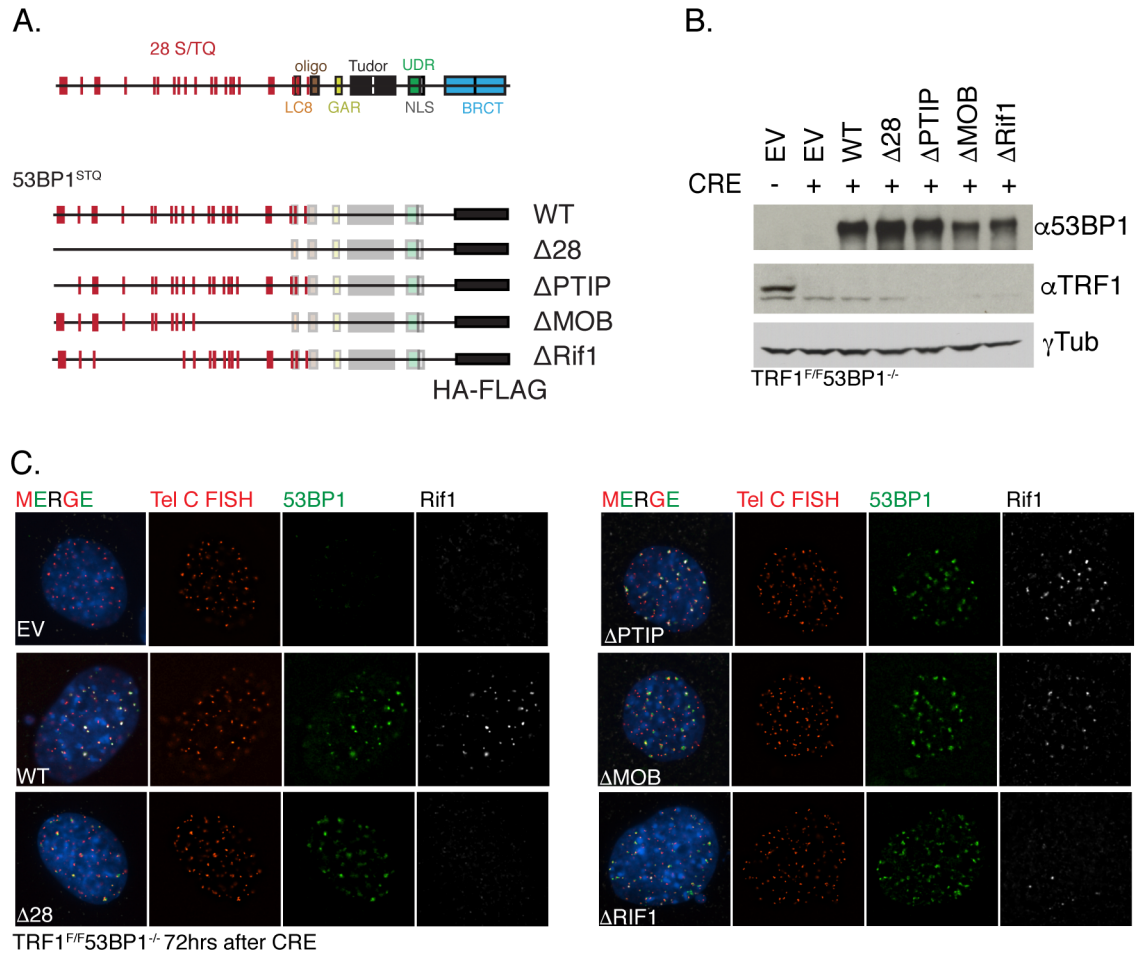 A.
28 S/TQ
oligo Tudor UDR
LC8 GAR NLS BRCT
53BP1STQ
WT
Δ28
ΔPTIP
ΔMOB
ΔRif1
HA-FLAG
B.
EV EV WT Δ28 ΔPTIP ΔMOB ΔRif1
CRE - + + + + + +
α53BP1
αTRF1
γTub
TRF1F/F53BP1-/-
C.
MERGE Tel C FISH 53BP1 Rif1
EV
WT
Δ28
TRF1F/F53BP1-/- 72hrs after CRE
MERGE Tel C FISH 53BP1 Rif1
ΔPTIP
ΔMOB
ΔRIF1